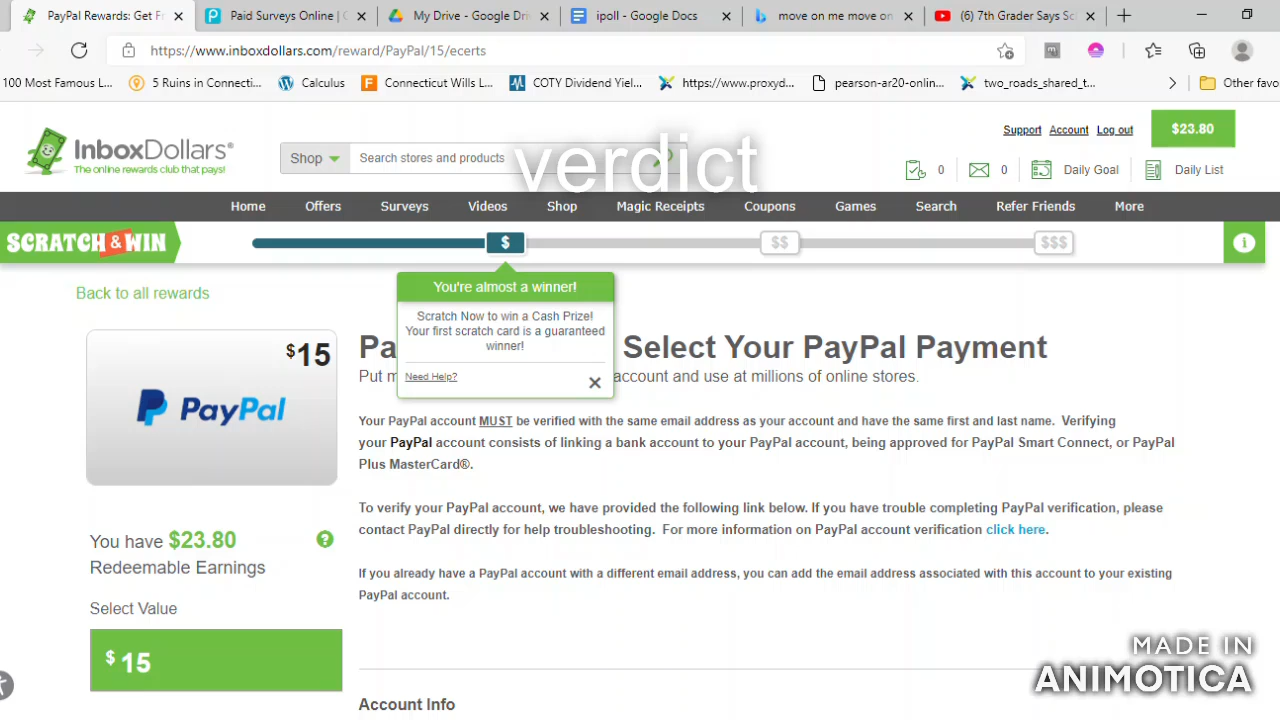 PayPal Rewards: Get Fr
Paid Surveys Online | C
My Drive - Google Dri
ipoll - Google Docs
move on me move on
(6) 7th Grader Says Sc
https://www.inboxdollars.com/reward/PayPal/15/ecerts
100 Most Famous L...
5 Ruins in Connecti...
Calculus
Connecticut Wills L...
COTY Dividend Yiel...
https://www.proxyd...
pearson-ar20-onlin...
two_roads_shared_t...
Other favo
InboxDollars®
The online rewards club that pays!
Shop
Search stores and products
verdict
Support
Account
Log out
$23.80
0
0
Daily Goal
Daily List
Home
Offers
Surveys
Videos
Shop
Magic Receipts
Coupons
Games
Search
Refer Friends
More
SCRATCH & WIN
$
$$
$$$
i
You're almost a winner!
Scratch Now to win a Cash Prize!
Your first scratch card is a guaranteed
winner!
Need Help?
Back to all rewards
$15
PayPal
Pa Select Your PayPal Payment
Put m account and use at millions of online stores.
Your PayPal account MUST be verified with the same email address as your account and have the same first and last name. Verifying
your PayPal account consists of linking a bank account to your PayPal account, being approved for PayPal Smart Connect, or PayPal
Plus MasterCard®.
To verify your PayPal account, we have provided the following link below. If you have trouble completing PayPal verification, please
contact PayPal directly for help troubleshooting. For more information on PayPal account verification click here.
If you already have a PayPal account with a different email address, you can add the email address associated with this account to your existing
PayPal account.
You have $23.80
?
Redeemable Earnings
Select Value
$ 15
Account Info
MADE IN
ANIMOTICA